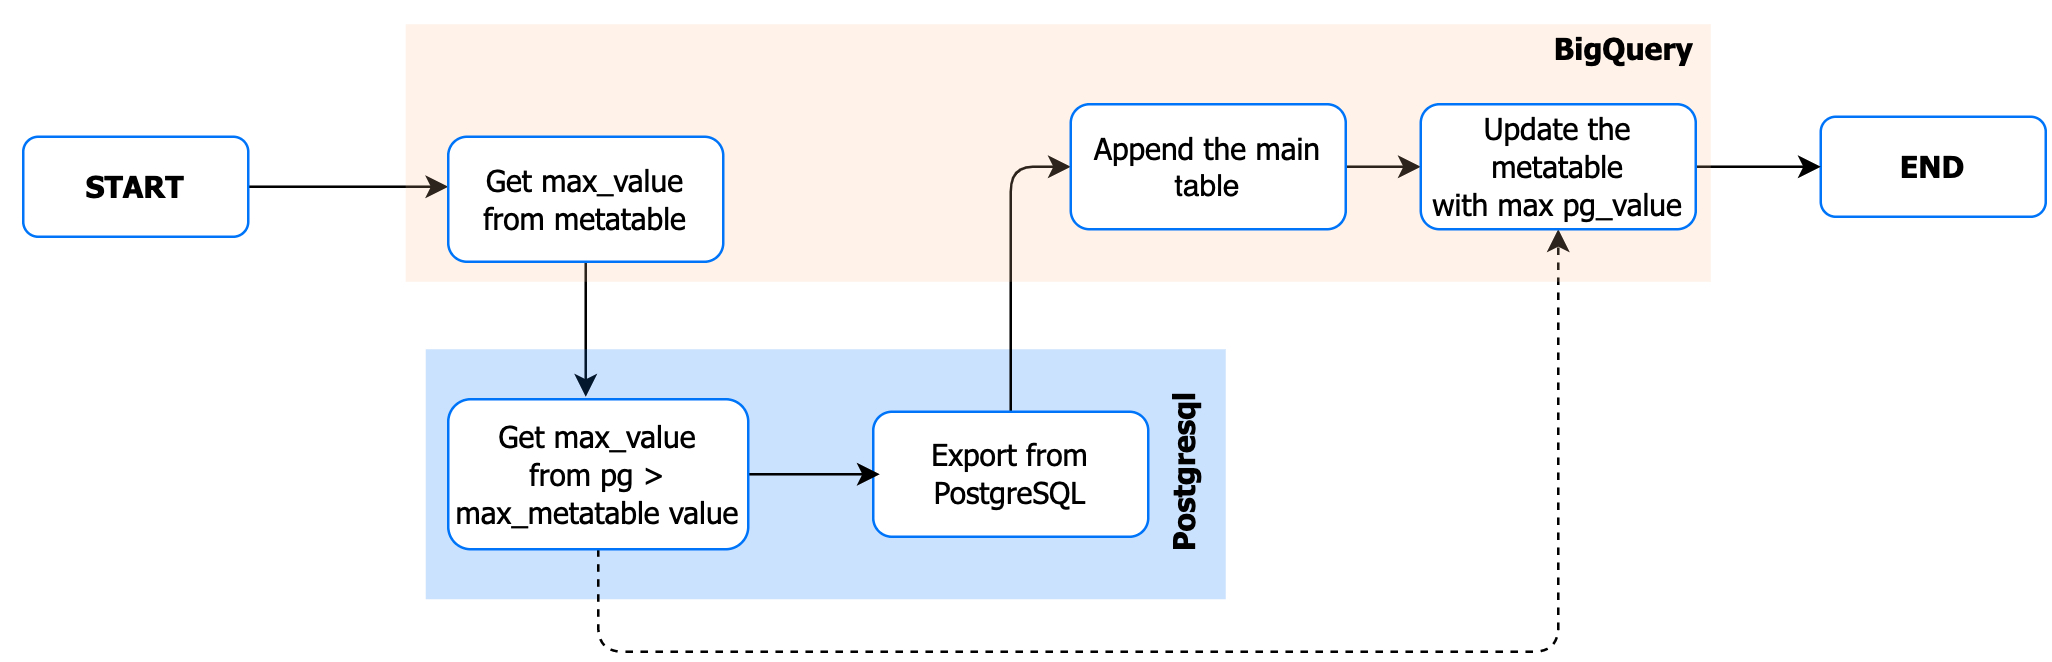 BigQuery
START
Get max_value
from metatable
Append the main
table
Update the
metatable
with max pg_value
END
Get max_value
from pg >
max_metatable value
Export from
PostgreSQL
Postgresql